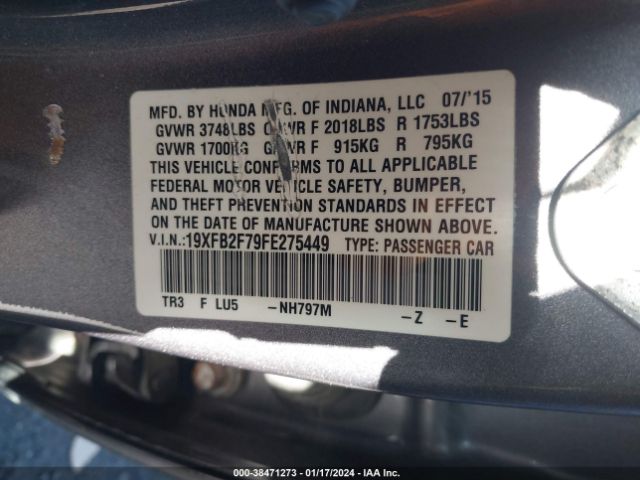 MFD. BY HONDA MFG. OF INDIANA, LLC 07/'15
GVWR 3748LBS GAWR F 2018LBS R 1753LBS
GVWR 1700KG GAWR F 915KG R 795KG
THIS VEHICLE CONFORMS TO ALL APPLICABLE
FEDERAL MOTOR VEHICLE SAFETY, BUMPER,
AND THEFT PREVENTION STANDARDS IN EFFECT
ON THE DATE OF MANUFACTURE SHOWN ABOVE.
V.I.N.:19XFB2F79FE275449 TYPE: PASSENGER CAR
TR3 F LU5 -NH797M -Z -E
000-38471273 - 01/17/2024 - IAA Inc.